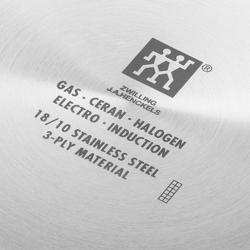 ®
ZWILLING
J.A.HENCKELS
GAS · CERAN · HALOGEN
ELECTRO · INDUCTION
18/10 STAINLESS STEEL
3-PLY MATERIAL